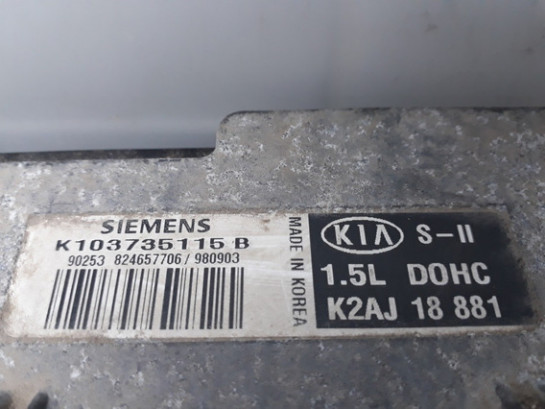 SIEMENS
K103735115 B
90253 824657706 / 980903
MADE IN KOREA
KIA S-II
1.5L DOHC
K2AJ 18 881